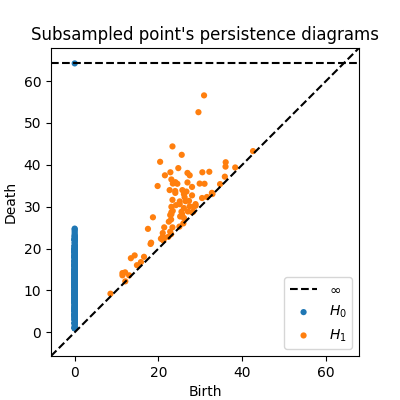 Subsampled point's persistence diagrams
Death
60
50
40
30
20
10
0
∞
H₀
H₁
0 20 40 60
Birth